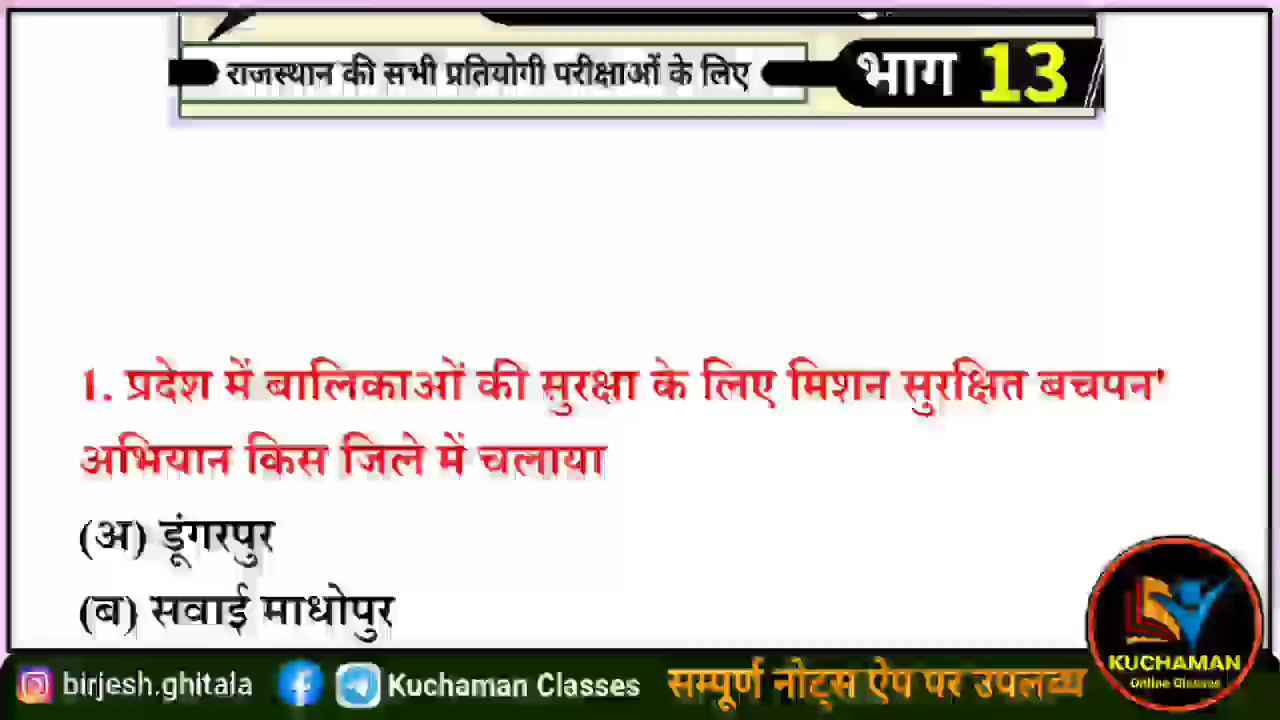 राजस्थान की सभी प्रतियोगी परीक्षाओं के लिए
भाग 13
1. प्रदेश में बालिकाओं की सुरक्षा के लिए मिशन सुरक्षित बचपन'
अभियान किस जिले में चलाया
(अ) डूंगरपुर
(ब) सवाई माधोपुर
KUCHAMAN
Online Classes
birjesh.ghitala
Kuchaman Classes
सम्पूर्ण नोट्स ऐप पर उपलब्ध